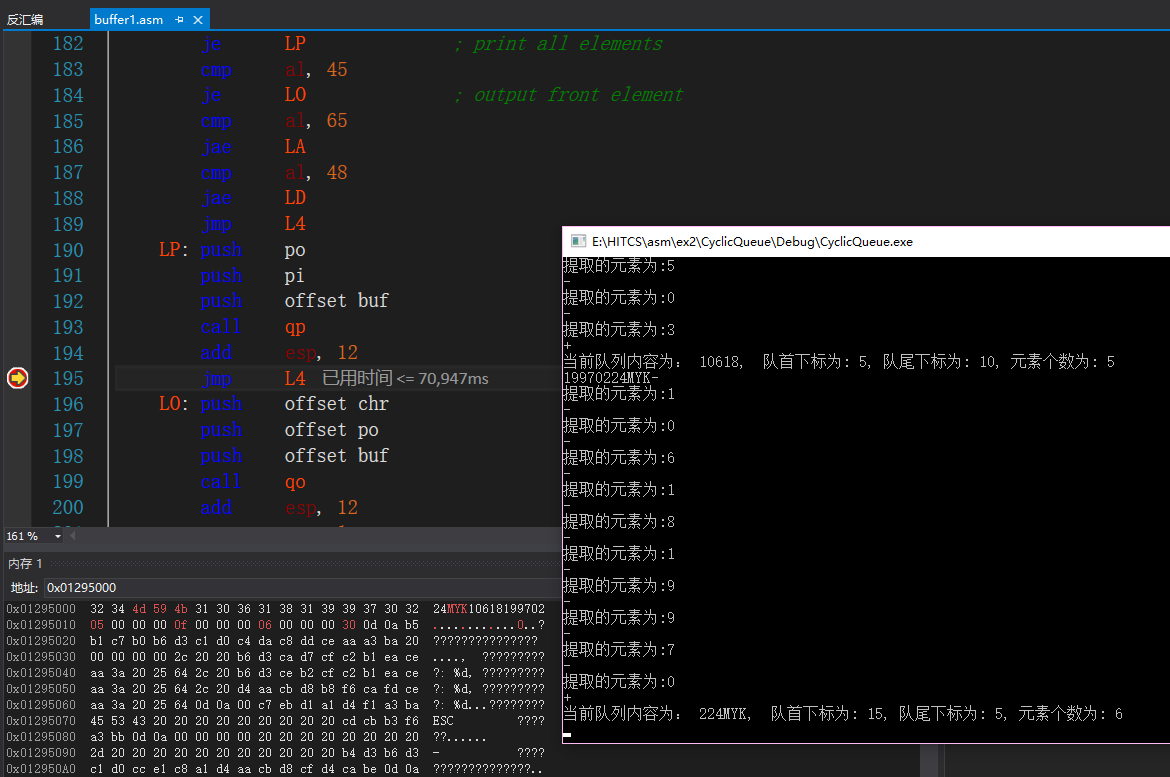 反汇编
buffer1.asm
182 je LP ; print all elements
183 cmp al, 45
184 jc LO ; output front element
185 cmp al, 65
186 jae LA
187 cmp al, 48
188 jae LD
189 jmp L4
190 LP: push po
191 push pi
192 push offset buf
193 call qp
194 add esp, 12
195 jmp L4 已用时间 <= 70,947ms
196 LO: push offset chr
197 push offset po
198 push offset buf
199 call qo
200 add esp, 12
161 %
内存 1
地址: 0x01295000
0x01295000 32 34 4d 59 4b 31 30 36 31 38 31 39 39 37 30 32 24MYK10618199702
0x01295010 05 00 00 00 0f 00 00 00 06 00 00 00 30 0d 0a b5 ............0..?
0x01295020 b1 c7 b0 b6 d3 c1 d0 c4 da c8 dd ce aa a3 ba 20 ???????????????
0x01295030 00 00 00 00 2c 20 20 b6 d3 ca d7 cf c2 b1 ea ce ...., ?????????
0x01295040 aa 3a 20 25 64 2c 20 b6 d3 ce b2 cf c2 b1 ea ce ?: %d, ?????????
0x01295050 aa 3a 20 25 64 2c 20 d4 aa cb d8 b8 f6 ca fd ce ?: %d, ?????????
0x01295060 aa 3a 20 25 64 0d 0a 00 c7 eb d1 a1 d4 f1 a3 ba ?: %d...????????
0x01295070 45 53 43 20 20 20 20 20 20 20 20 20 cd cb b3 f6 ESC ????
0x01295080 a3 bb 0d 0a 00 00 00 00 20 20 20 20 20 20 20 20 ??......
0x01295090 2d 20 20 20 20 20 20 20 20 20 20 20 b4 d3 b6 d3 - ????
0x012950A0 c1 d0 cc e1 c8 a1 d4 aa cb d8 cf d4 ca be 0d 0a ??????????????..
E:\HITCS\asm\ex2\CyclicQueue\Debug\CyclicQueue.exe
提取的元素为:5
-
提取的元素为:0
-
提取的元素为:3
+
当前队列内容为: 10618, 队首下标为: 5, 队尾下标为: 10, 元素个数为: 5
19970224MYK-
提取的元素为:1
-
提取的元素为:0
-
提取的元素为:6
-
提取的元素为:1
-
提取的元素为:8
-
提取的元素为:1
-
提取的元素为:9
-
提取的元素为:9
-
提取的元素为:7
-
提取的元素为:0
+
当前队列内容为: 224MYK, 队首下标为: 15, 队尾下标为: 5, 元素个数为: 6